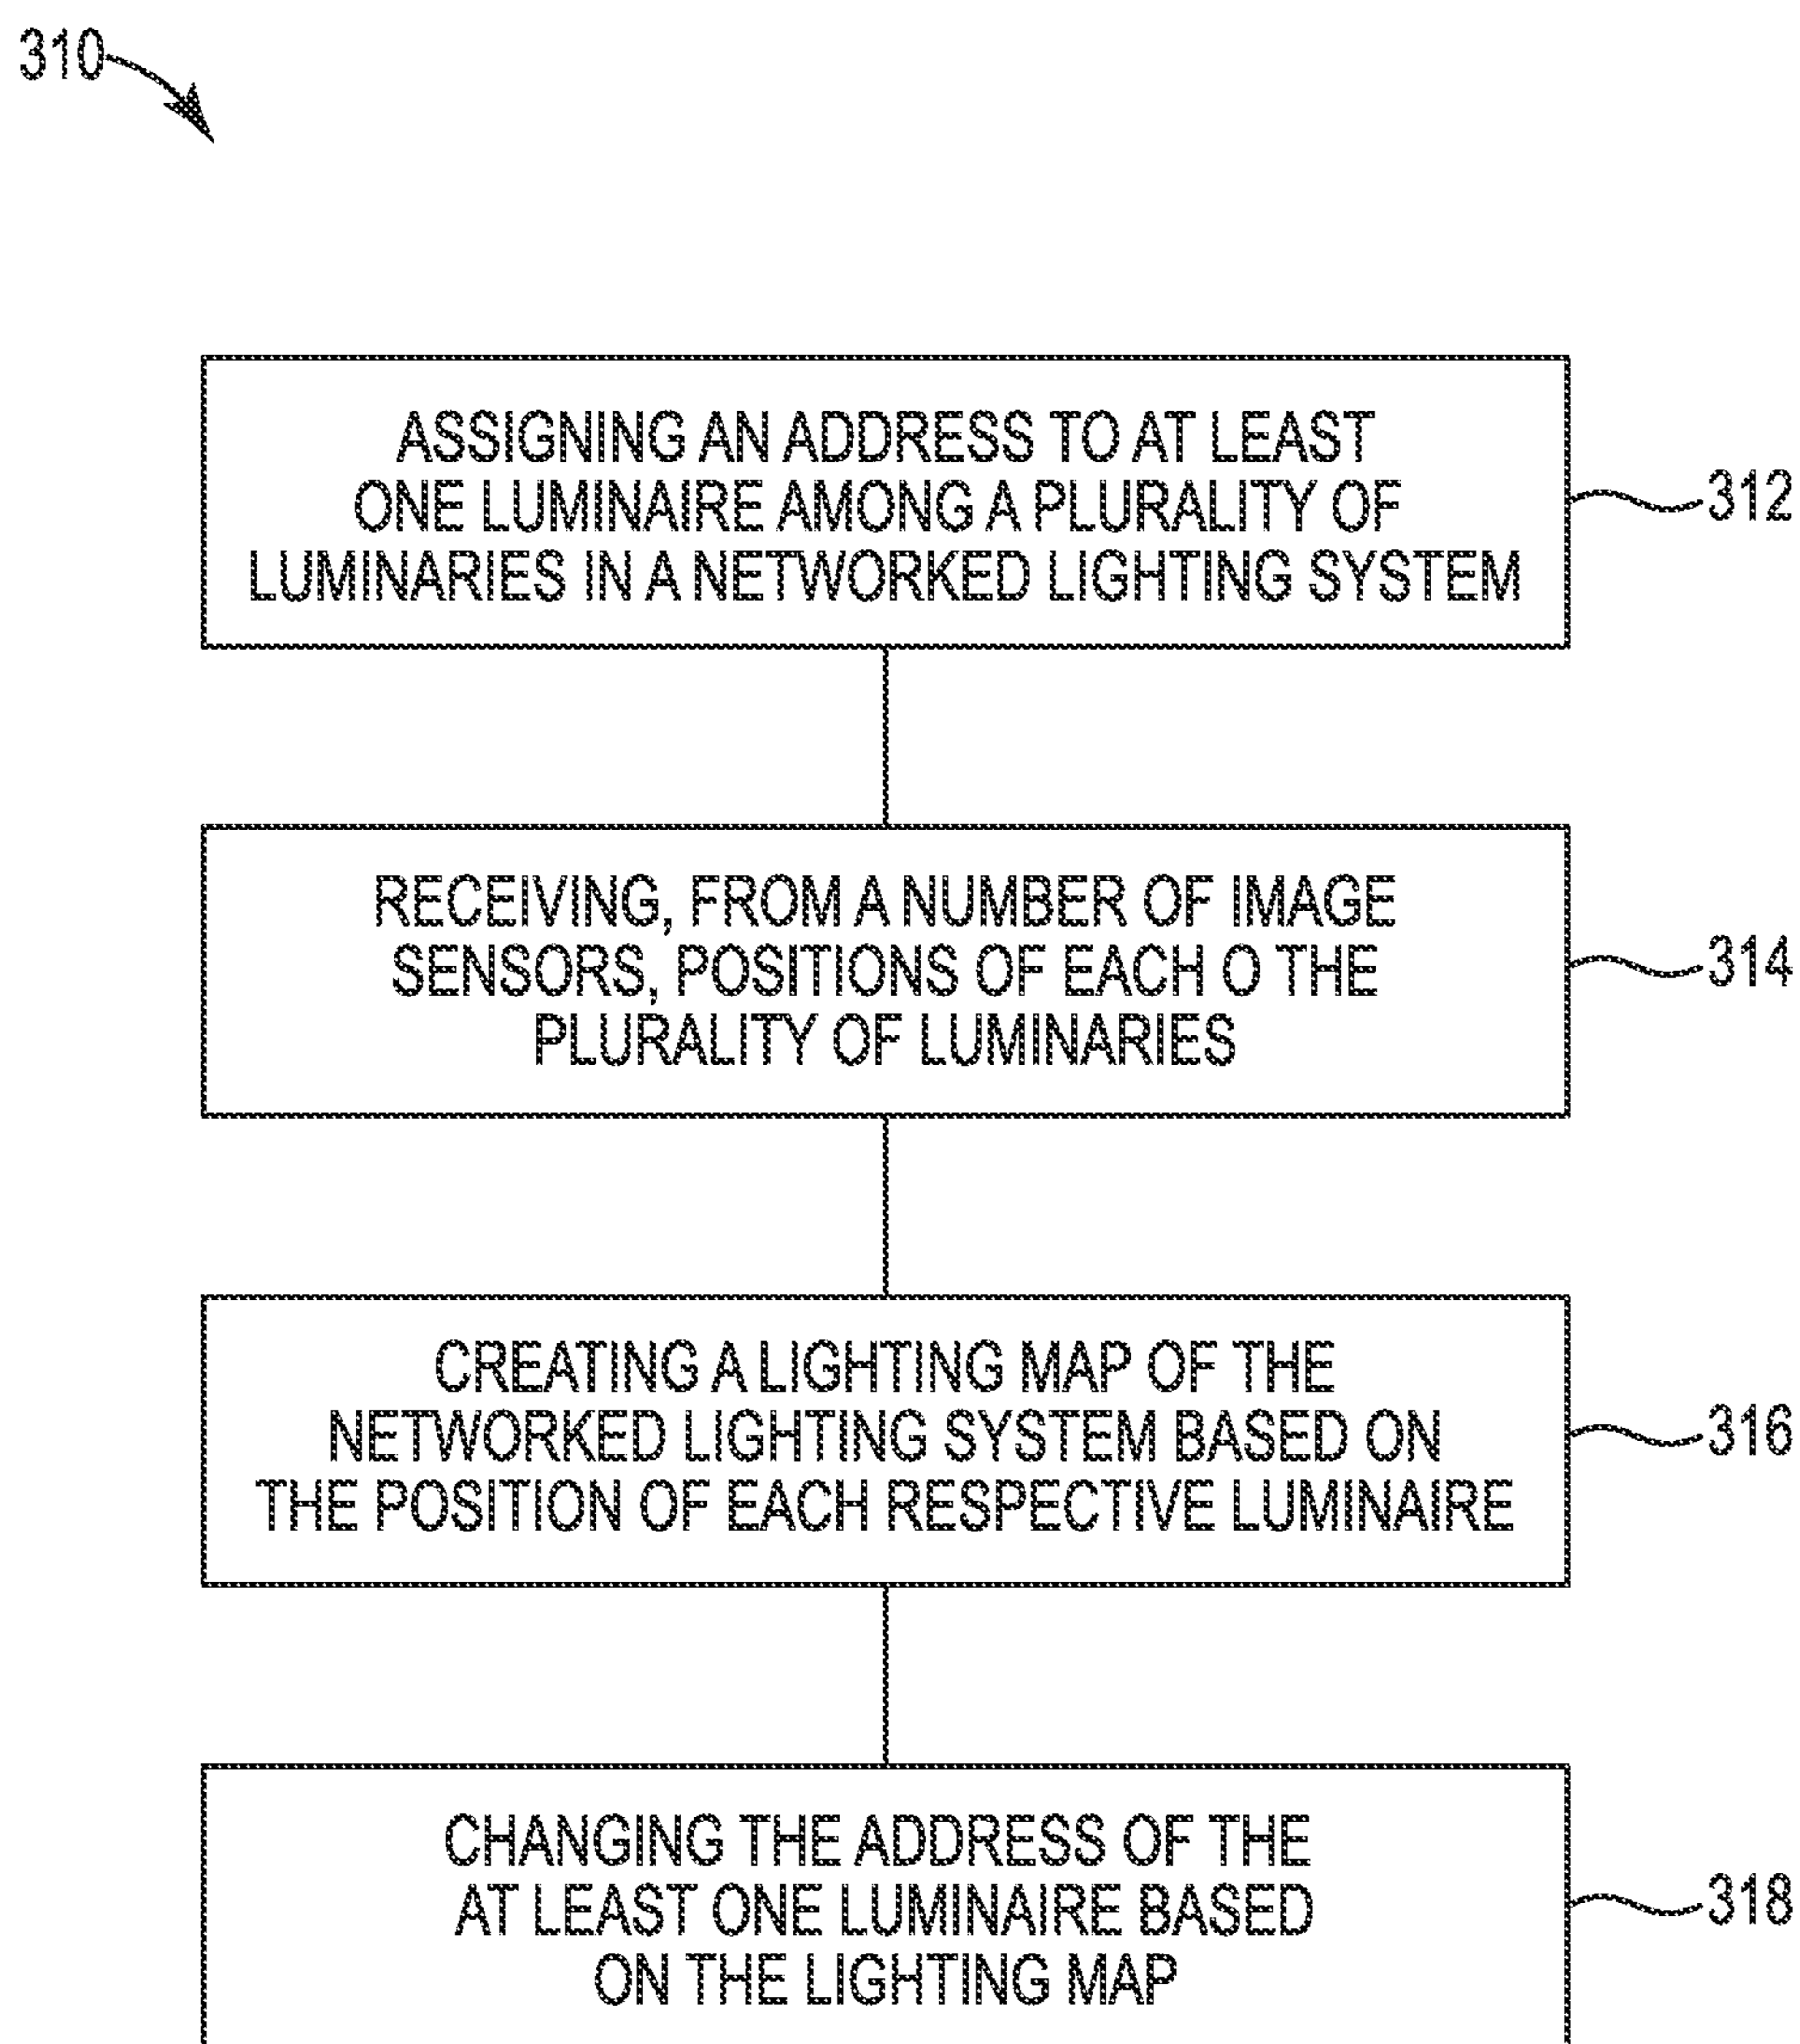 310
ASSIGNING AN ADDRESS TO AT LEAST
ONE LUMINAIRE AMONG A PLURALITY OF
LUMINARIES IN A NETWORKED LIGHTING SYSTEM
312
RECEIVING, FROM A NUMBER OF IMAGE
SENSORS, POSITIONS OF EACH O THE
PLURALITY OF LUMINARIES
314
CREATING A LIGHTING MAP OF THE
NETWORKED LIGHTING SYSTEM BASED ON
THE POSITION OF EACH RESPECTIVE LUMINAIRE
316
CHANGING THE ADDRESS OF THE
AT LEAST ONE LUMINAIRE BASED
ON THE LIGHTING MAP
318